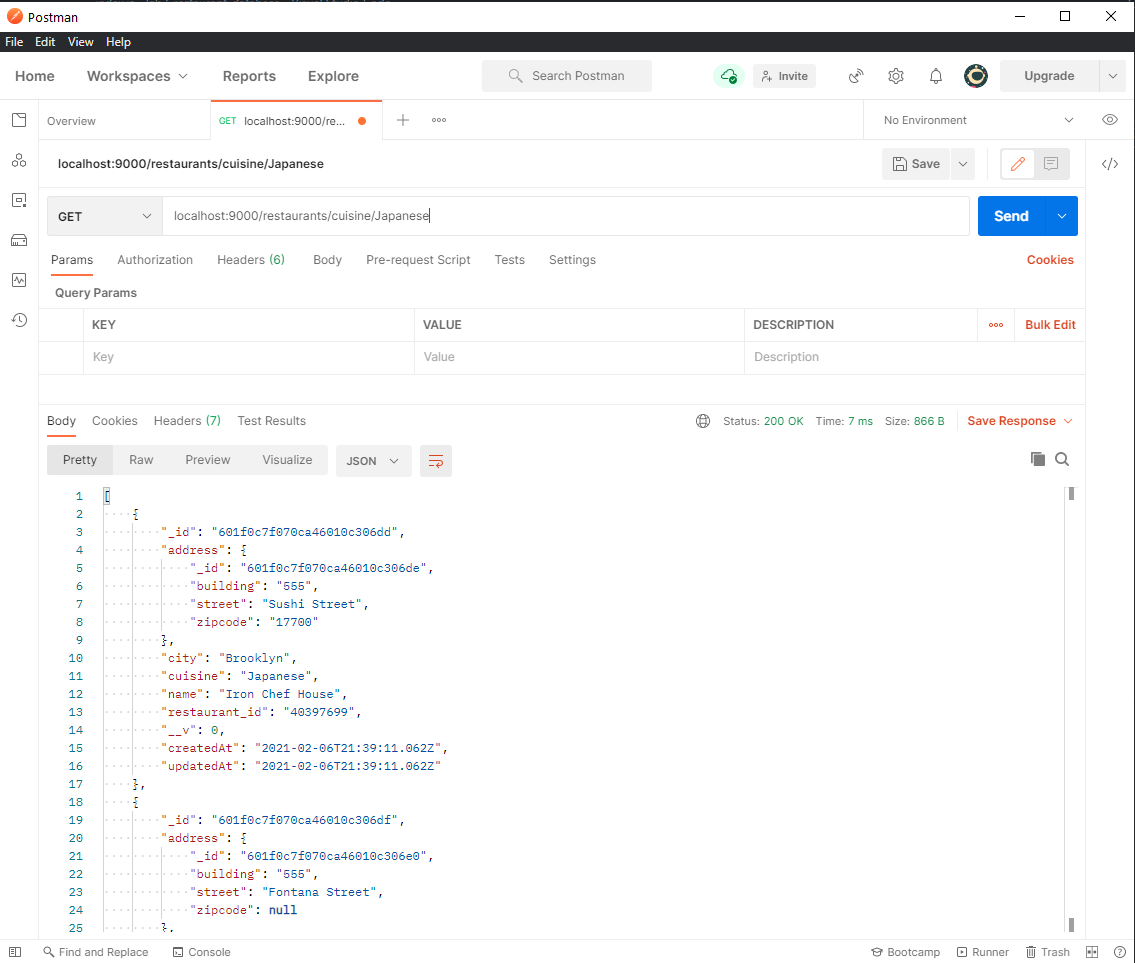 Postman
File Edit View Help
Home Workspaces Reports Explore Search Postman Invite Upgrade
Overview GET localhost:9000/re... No Environment
localhost:9000/restaurants/cuisine/Japanese Save
GET localhost:9000/restaurants/cuisine/Japanese Send
Params Authorization Headers (6) Body Pre-request Script Tests Settings Cookies
Query Params
KEY VALUE DESCRIPTION Bulk Edit
Key Value Description
Body Cookies Headers (7) Test Results Status: 200 OK Time: 7 ms Size: 866 B Save Response
Pretty Raw Preview Visualize JSON
1 [
2 {
3 "_id": "601f0c7f070ca46010c306dd",
4 "address": {
5 "_id": "601f0c7f070ca46010c306de",
6 "building": "555",
7 "street": "Sushi Street",
8 "zipcode": "17700"
9 },
10 "city": "Brooklyn",
11 "cuisine": "Japanese",
12 "name": "Iron Chef House",
13 "restaurant_id": "40397699",
14 "__v": 0,
15 "createdAt": "2021-02-06T21:39:11.062Z",
16 "updatedAt": "2021-02-06T21:39:11.062Z"
17 },
18 {
19 "_id": "601f0c7f070ca46010c306df",
20 "address": {
21 "_id": "601f0c7f070ca46010c306e0",
22 "building": "555",
23 "street": "Fontana Street",
24 "zipcode": null
25 },
Find and Replace Console Bootcamp Runner Trash